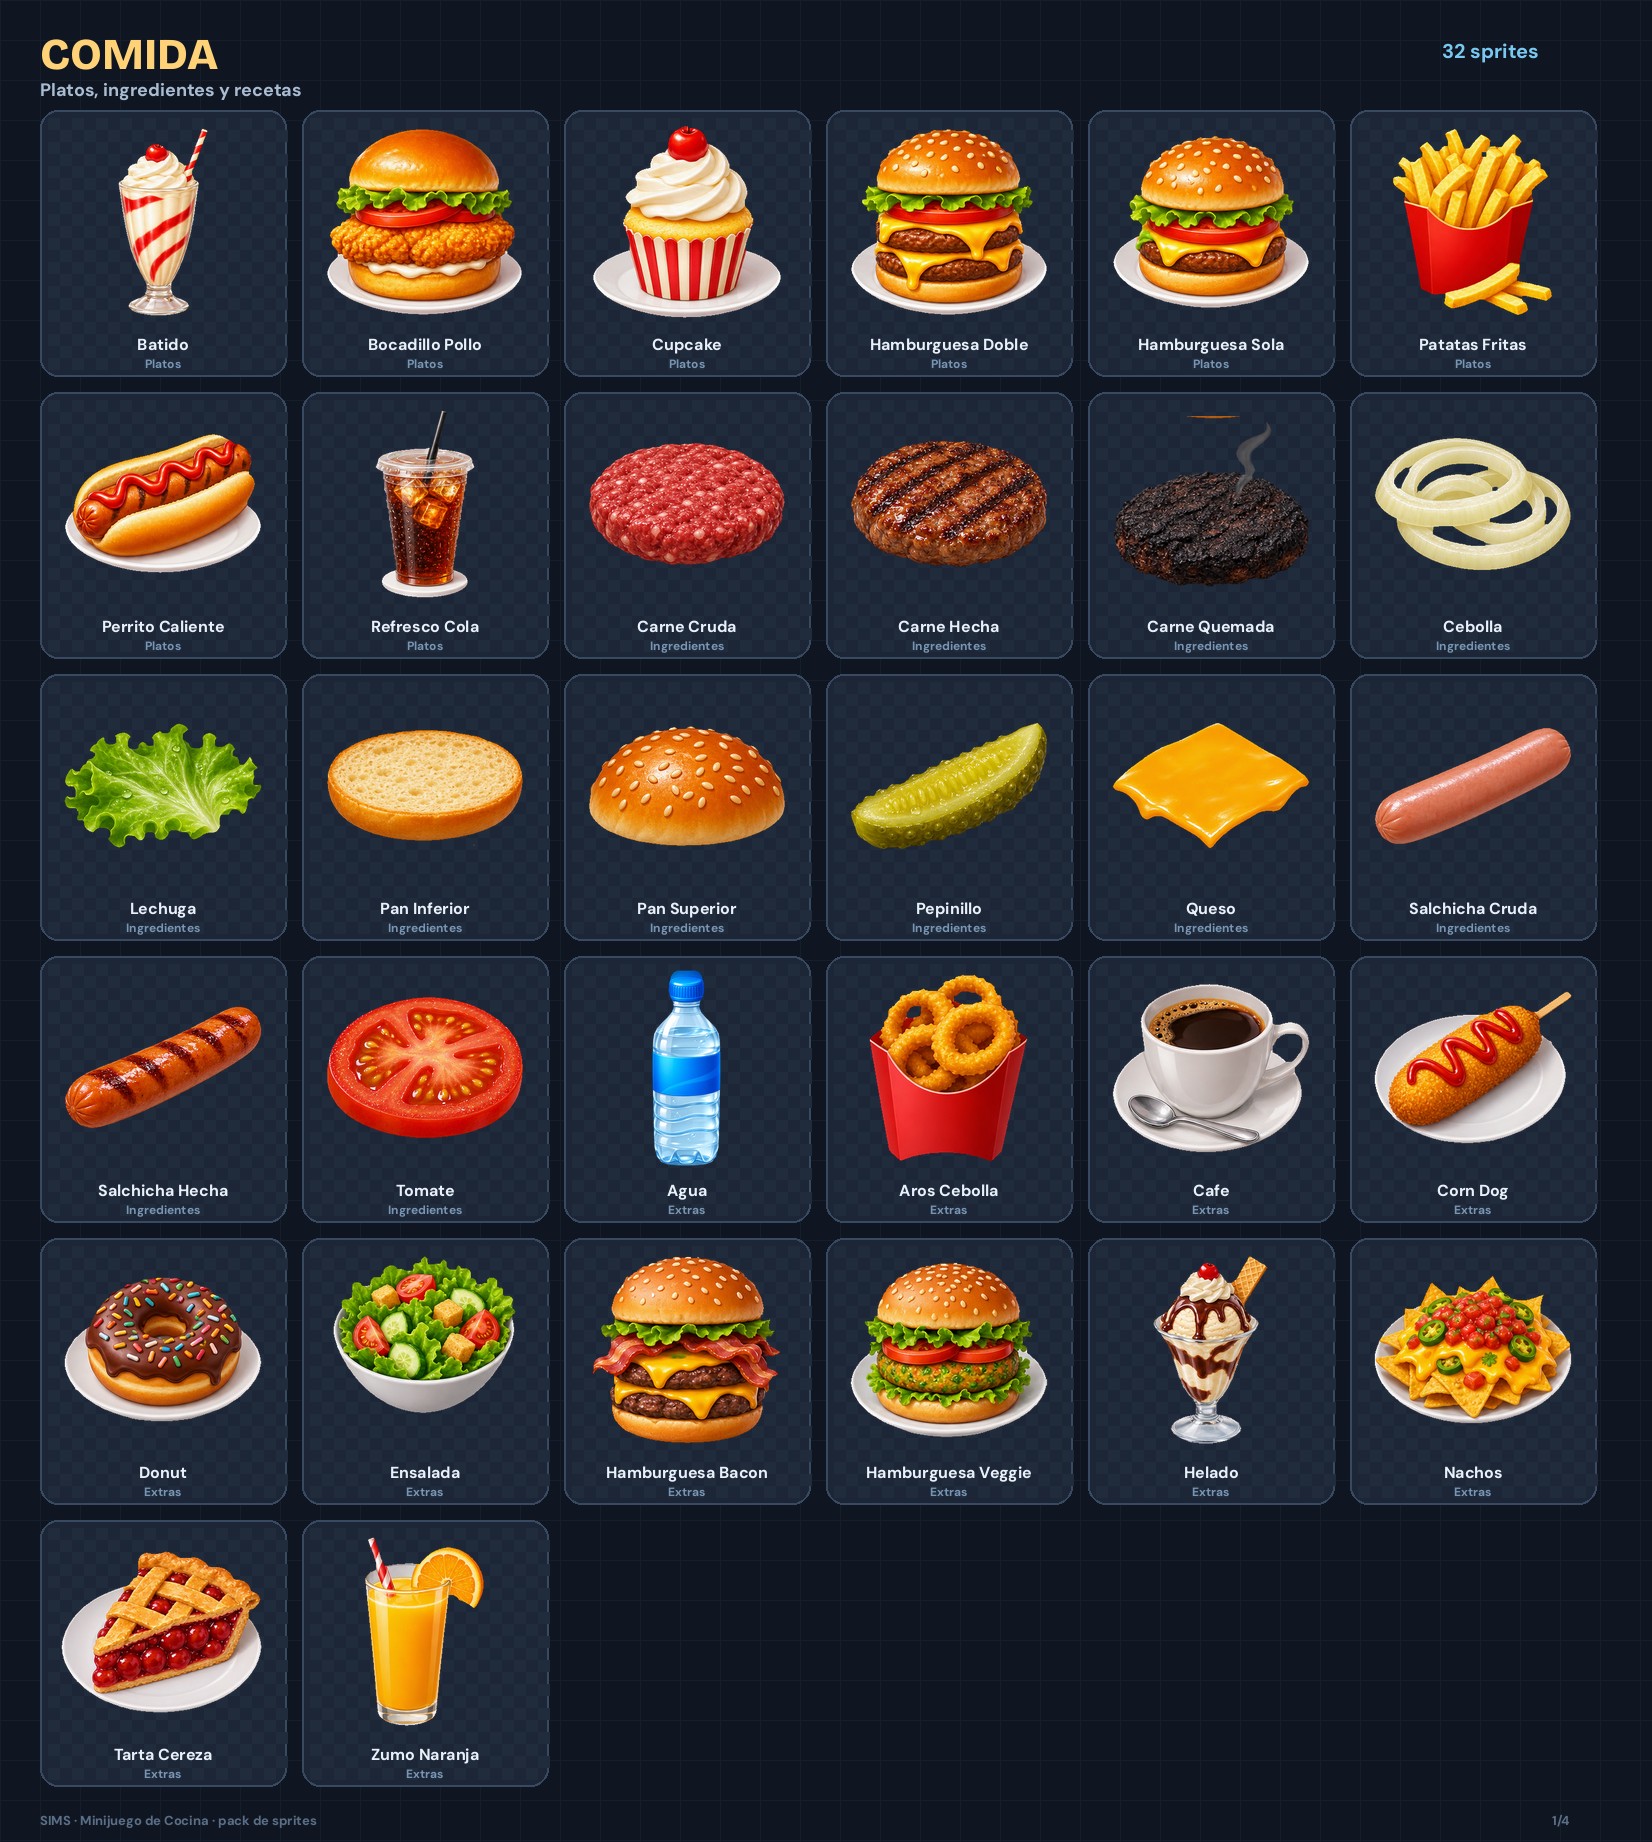 COMIDA
32 sprites
Platos, ingredientes y recetas
Batido
Platos
Bocadillo Pollo
Platos
Cupcake
Platos
Hamburguesa Doble
Platos
Hamburguesa Sola
Platos
Patatas Fritas
Platos
Perrito Caliente
Platos
Refresco Cola
Platos
Carne Cruda
Ingredientes
Carne Hecha
Ingredientes
Carne Quemada
Ingredientes
Cebolla
Ingredientes
Lechuga
Ingredientes
Pan Inferior
Ingredientes
Pan Superior
Ingredientes
Pepinillo
Ingredientes
Queso
Ingredientes
Salchicha Cruda
Ingredientes
Salchicha Hecha
Ingredientes
Tomate
Ingredientes
Agua
Extras
Aros Cebolla
Extras
Cafe
Extras
Corn Dog
Extras
Donut
Extras
Ensalada
Extras
Hamburguesa Bacon
Extras
Hamburguesa Veggie
Extras
Helado
Extras
Nachos
Extras
Tarta Cereza
Extras
Zumo Naranja
Extras
SIMS · Minijuego de Cocina · pack de sprites
1/4